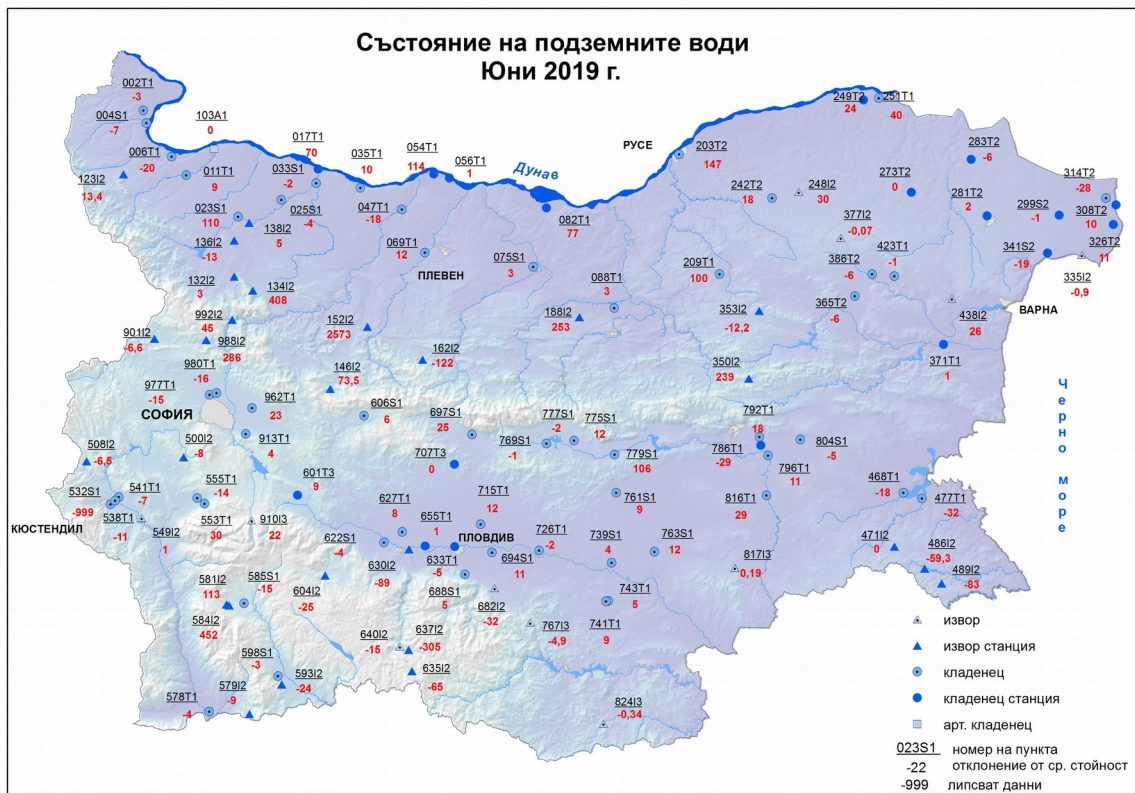 Състояние на подземните води
Юни 2019 г.
002T1
-3
004S1
-7
103A1
0
006T1
-20
011T1
9
123I2
13,4
017T1
70
033S1
-2
035T1
10
054T1
114
056T1
1
Дунав
РУСЕ
203T2
147
249T2
24
251T1
40
283T2
-6
314T2
-28
023S1
110
025S1
-4
138I2
5
136I2
-13
047T1
-18
082T1
77
242T2
18
248I2
30
273T2
0
281T2
2
299S2
-1
308T2
10
326T2
11
069T1
12
ПЛЕВЕН
075S1
3
377I2
-0,07
386T2
-6
423T1
-1
341S2
-19
335I2
-0,9
132I2
3
134I2
408
088T1
3
209T1
100
365T2
-6
992I2
45
152I2
2573
188I2
253
353I2
-12,2
438I2
26
ВАРНА
901I2
-6,6
988I2
286
162I2
-122
350I2
239
371T1
1
980T1
-16
977T1
-15
146I2
73,5
СОФИЯ
962T1
23
606S1
6
697S1
25
777S1
-2
775S1
12
792T1
18
Черно море
508I2
-6,5
500I2
-8
913T1
4
707T3
0
769S1
-1
779S1
106
786T1
-29
804S1
-5
796T1
11
532S1
-999
541T1
-7
555T1
-14
601T3
9
627T1
8
715T1
12
761S1
9
816T1
29
468T1
-18
477T1
-32
КЮСТЕНДИЛ
538T1
-11
549I2
1
553T1
30
910I3
22
622S1
-4
655T1
1
ПЛОВДИВ
726T1
-2
739S1
4
763S1
12
471I2
0
486I2
-59,3
489I2
-83
581I2
113
585S1
-15
604I2
-25
630I2
-89
633T1
-5
694S1
11
817I3
0,19
688S1
5
682I2
-32
743T1
5
584I2
452
640I2
-15
637I2
-305
767I3
-4,9
741T1
9
598S1
-3
593I2
-24
635I2
-65
578T1
-4
579I2
-9
824I3
-0,34
извор
извор станция
кладенец
кладенец станция
арт. кладенец
023S1 номер на пункта
-22 отклонение от ср. стойност
-999 липсват данни